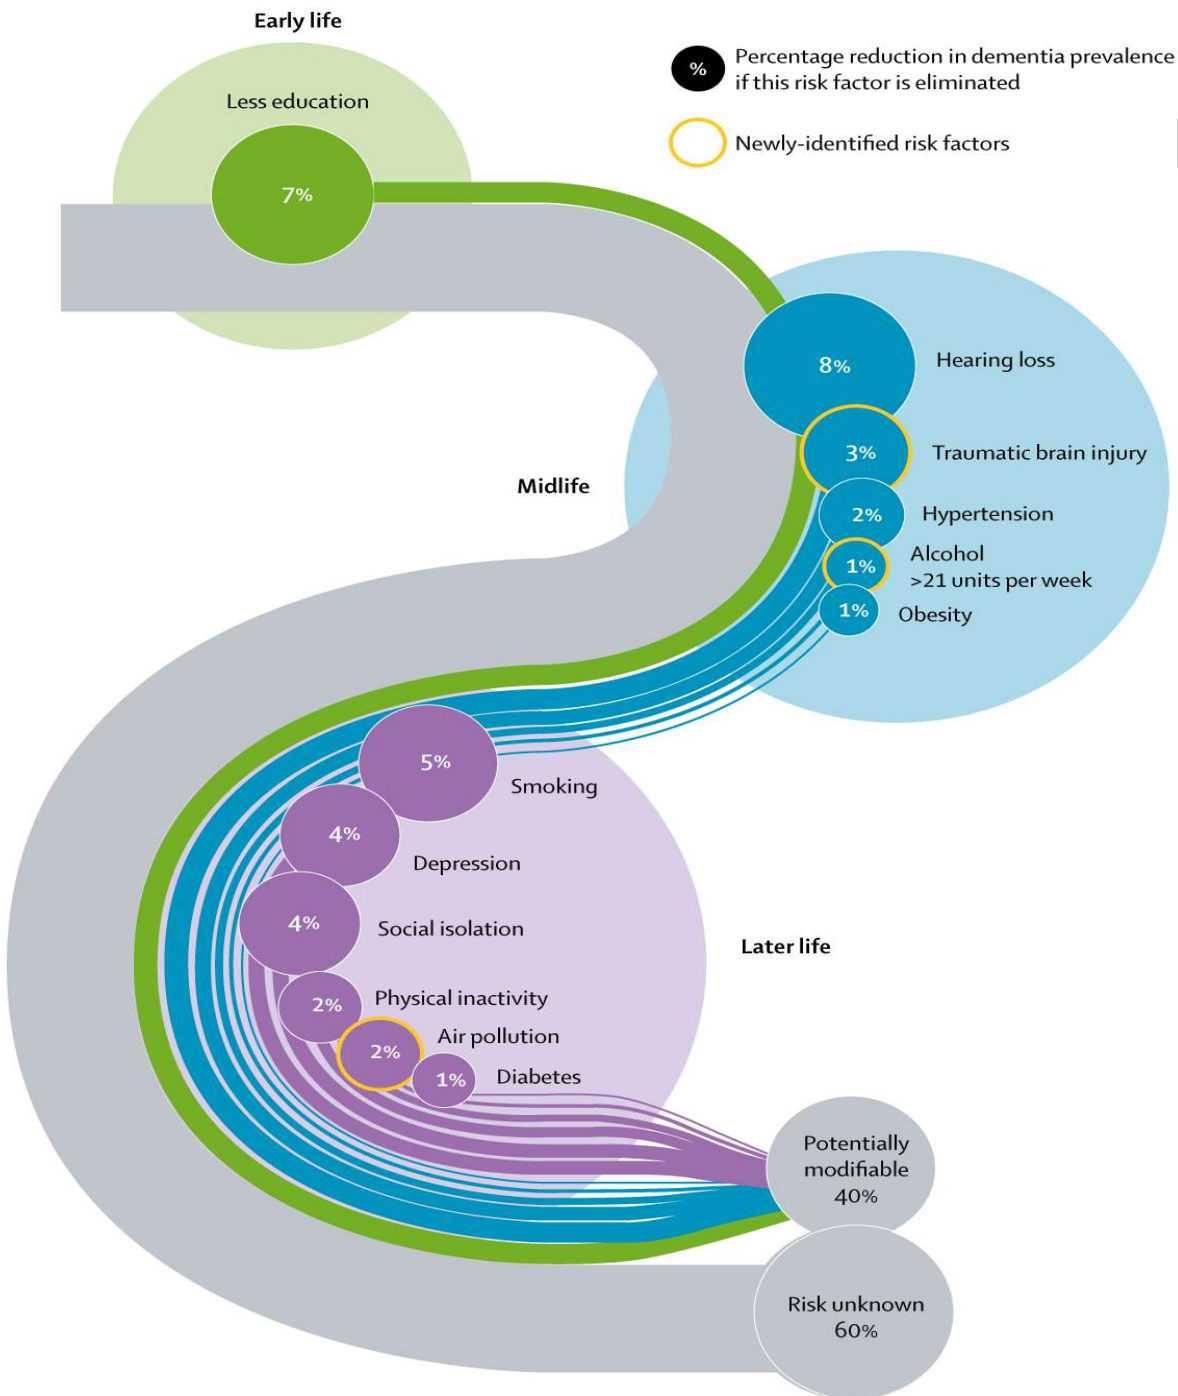 Early life
%
Percentage reduction in dementia prevalence
if this risk factor is eliminated
Newly-identified risk factors
Less education
7%
8%
Hearing loss
3%
Traumatic brain injury
Midlife
2%
Hypertension
1%
Alcohol
>21 units per week
1%
Obesity
5%
Smoking
4%
Depression
4%
Social isolation
Later life
2%
Physical inactivity
2%
Air pollution
1%
Diabetes
Potentially
modifiable
40%
Risk unknown
60%